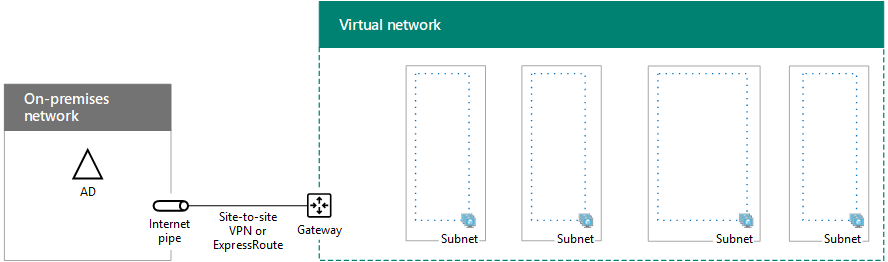 Virtual network
On-premises
network
AD
Internet
pipe
Site-to-site
VPN or
ExpressRoute
Gateway
Subnet
Subnet
Subnet
Subnet